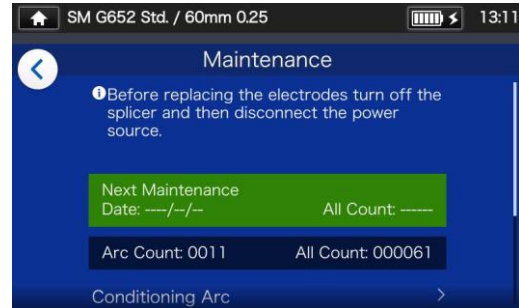 SM G652 Std. / 60mm 0.25 13:11
Maintenance
Before replacing the electrodes turn off the
splicer and then disconnect the power
source.
Next Maintenance
Date: ----/--/-- All Count: ------
Arc Count: 0011 All Count: 000061
Conditioning Arc